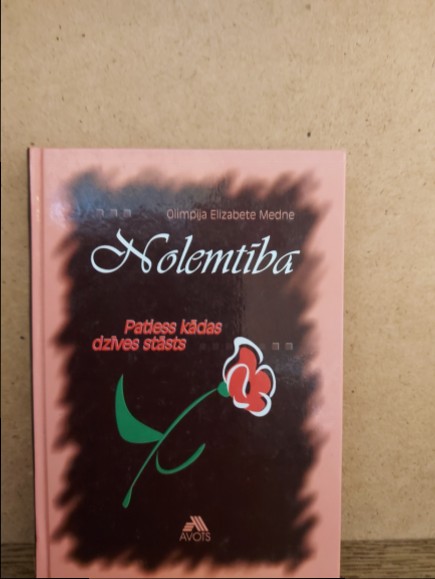 Olimpija Elizabete Medne
Nolemtība
Patiess kādas
dzīves stāsts
AVOTS